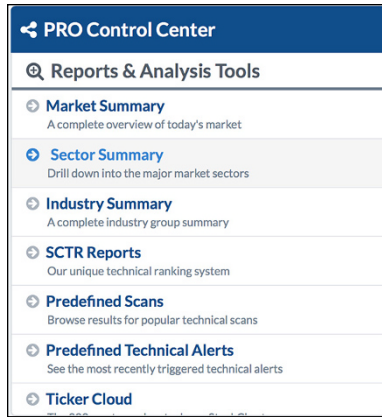 PRO Control Center
Reports & Analysis Tools
Market Summary
A complete overview of today's market
Sector Summary
Drill down into the major market sectors
Industry Summary
A complete industry group summary
SCTR Reports
Our unique technical ranking system
Predefined Scans
Browse results for popular technical scans
Predefined Technical Alerts
See the most recently triggered technical alerts
Ticker Cloud